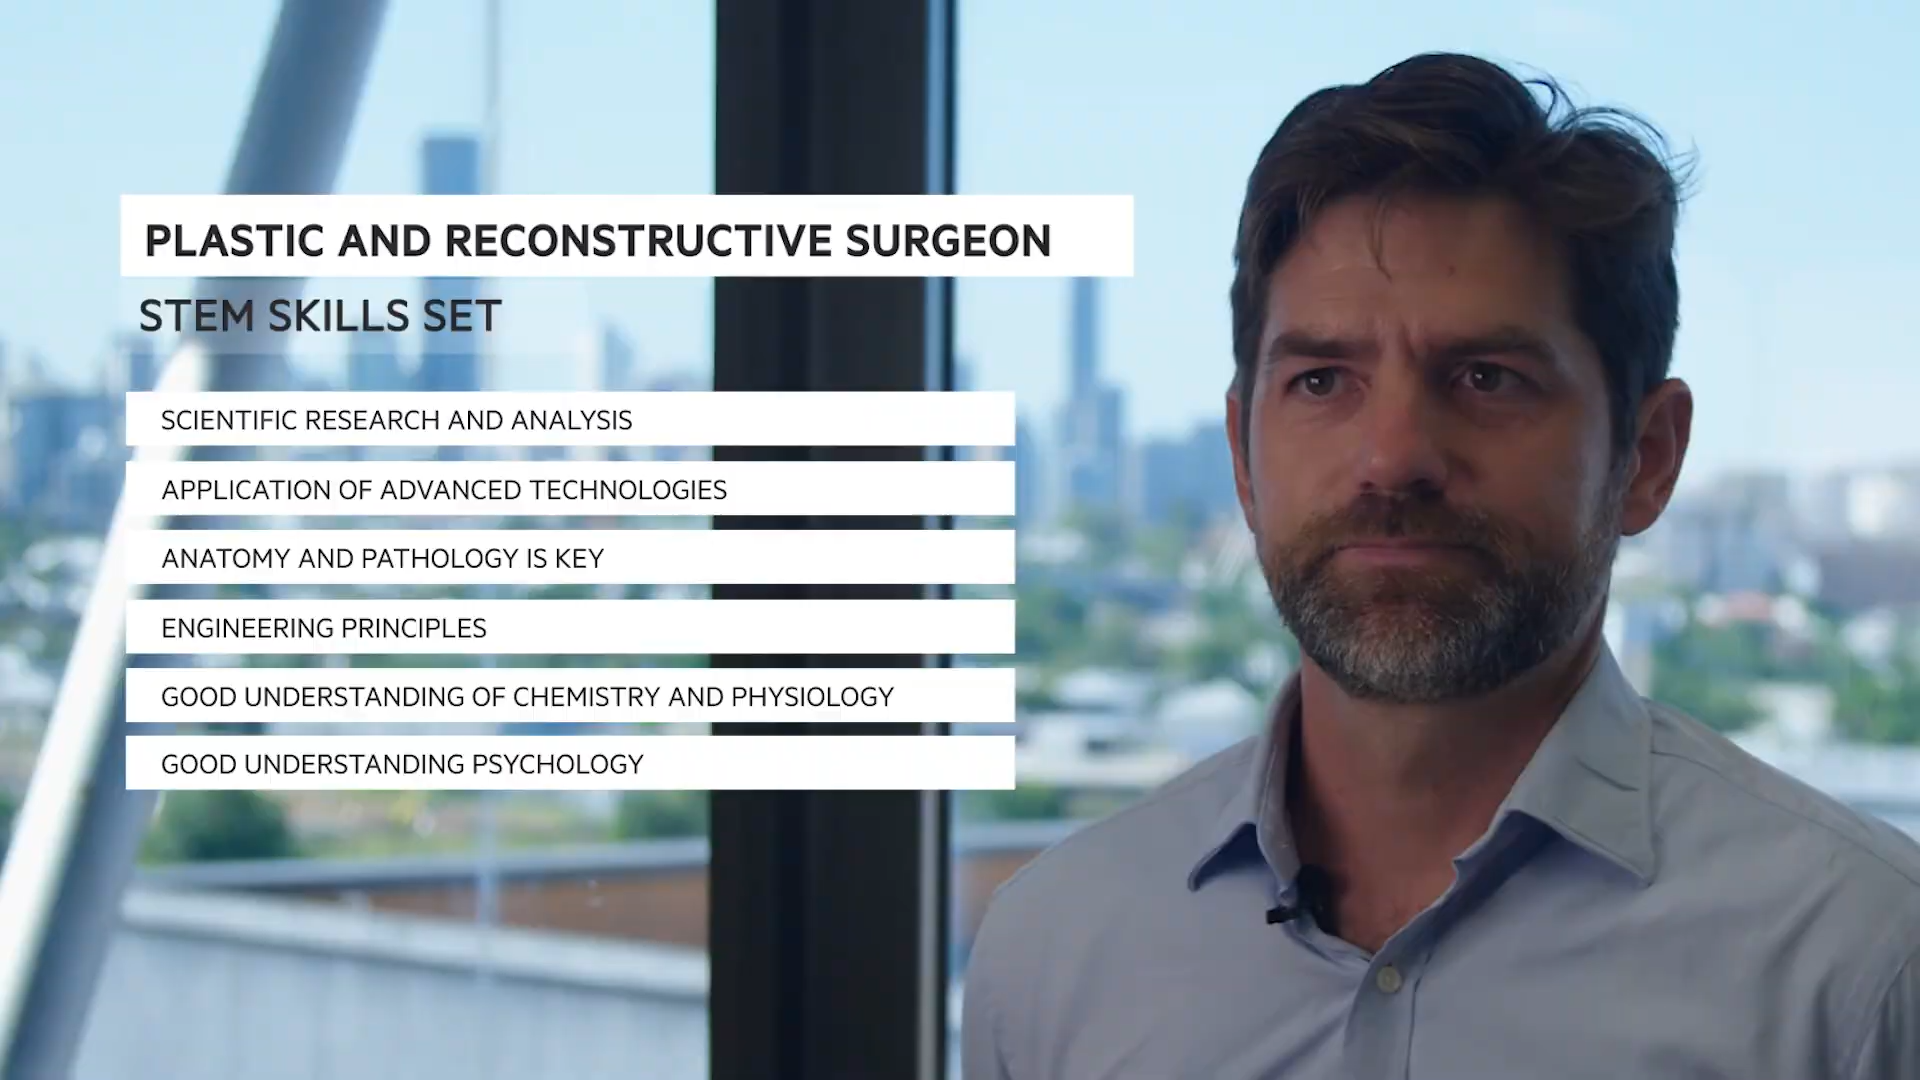 PLASTIC AND RECONSTRUCTIVE SURGEON
STEM SKILLS SET
SCIENTIFIC RESEARCH AND ANALYSIS
APPLICATION OF ADVANCED TECHNOLOGIES
ANATOMY AND PATHOLOGY IS KEY
ENGINEERING PRINCIPLES
GOOD UNDERSTANDING OF CHEMISTRY AND PHYSIOLOGY
GOOD UNDERSTANDING PSYCHOLOGY